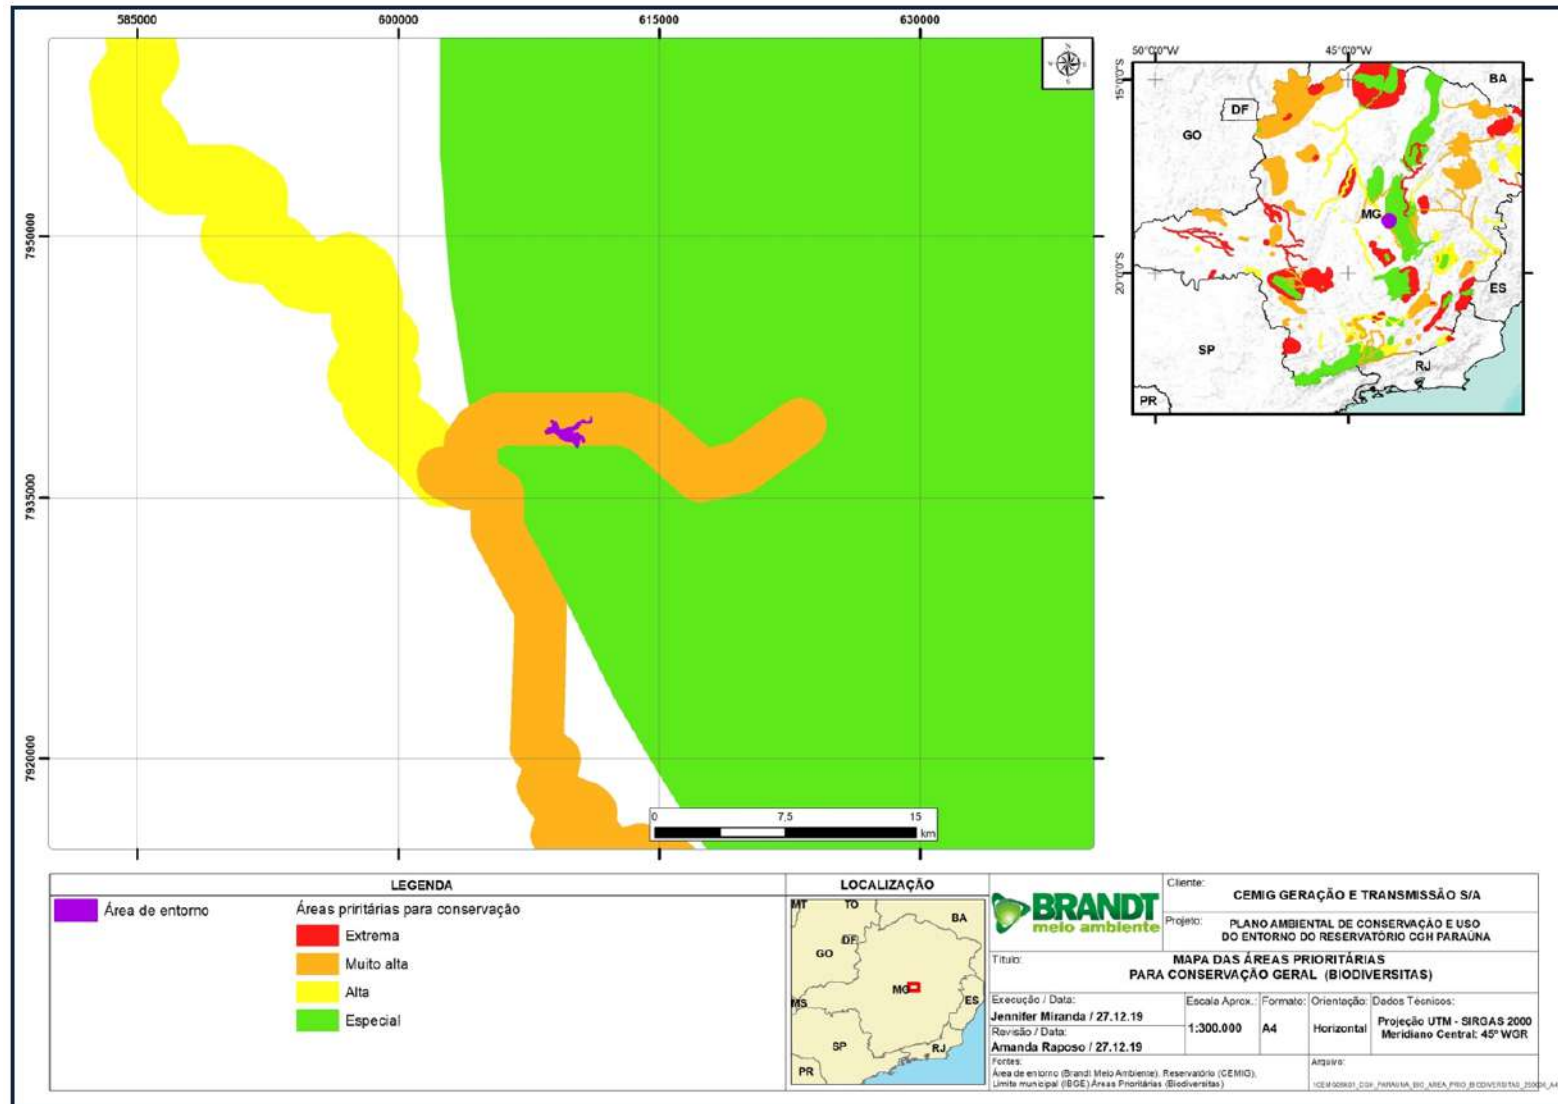 585000
600000
615000
630000
7950000
7935000
7920000
0
7,5
15
km
50°0'0"W
45°0'0"W
15°0'0"S
20°0'0"S
BA
DF
GO
MG
ES
SP
RJ
PR
LEGENDA
Área de entorno
Áreas priritárias para conservação
Extrema
Muito alta
Alta
Especial
LOCALIZAÇÃO
MT
TO
BA
DF
GO
MG
MS
ES
SP
RJ
PR
BRANDT
meio ambiente
Cliente:
CEMIG GERAÇÃO E TRANSMISSÃO S/A
Projeto:
PLANO AMBIENTAL DE CONSERVAÇÃO E USO
DO ENTORNO DO RESERVATÓRIO CGH PARAÚNA
Título:
MAPA DAS ÁREAS PRIORITÁRIAS
PARA CONSERVAÇÃO GERAL (BIODIVERSITAS)
Execução / Data:
Jennifer Miranda / 27.12.19
Revisão / Data:
Amanda Raposo / 27.12.19
Escala Aprox.:
1:300.000
Formato:
A4
Orientação:
Horizontal
Dados Técnicos:
Projeção UTM - SIRGAS 2000
Meridiano Central: 45º WGR
Fontes:
Área de entorno (Brandt Meio Ambiente), Reservatório (CEMIG),
Limite municipal (IBGE) Áreas Prioritárias (Biodiversitas)
Arquivo: